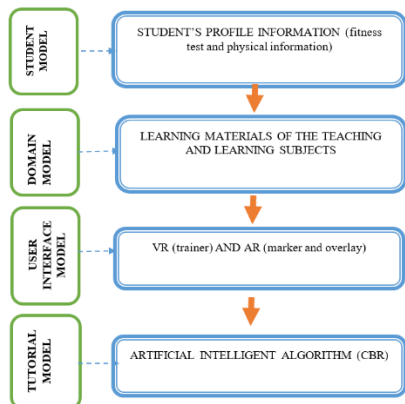 STUDENT
MODEL
STUDENT'S PROFILE INFORMATION (fitness
test and physical information)
DOMAIN
MODEL
LEARNING MATERIALS OF THE TEACHING
AND LEARNING SUBJECTS
USER
INTERFACE
MODEL
VR (trainer) AND AR (marker and overlay)
TUTORIAL
MODEL
ARTIFICIAL INTELLIGENT ALGORITHM (CBR)